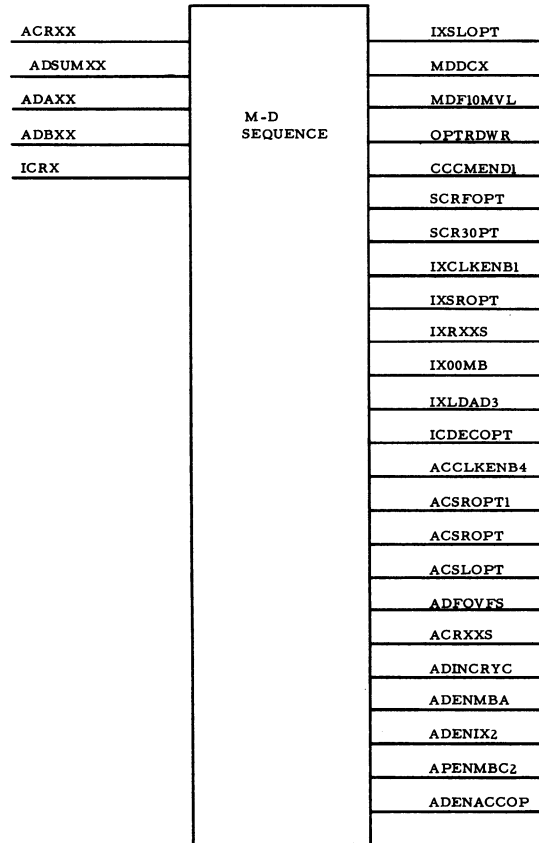 ACRXX
ADSUMXX
ADAXX
ADBXX
ICRX
M-D
SEQUENCE
IXSLOPT
MDDCX
MDF10MVL
OPTRDWR
CCCMEND1
SCRFOPT
SCR30PT
IXCLKENB1
IXSROPT
IXRXXS
IX00MB
IXLDAD3
ICDECOPT
ACCLKENB4
ACSROPT1
ACSROPT
ACSLOPT
ADFOVFS
ACRXXS
ADINCRYC
ADENMBA
ADENIX2
APENMBC2
ADENACCOP